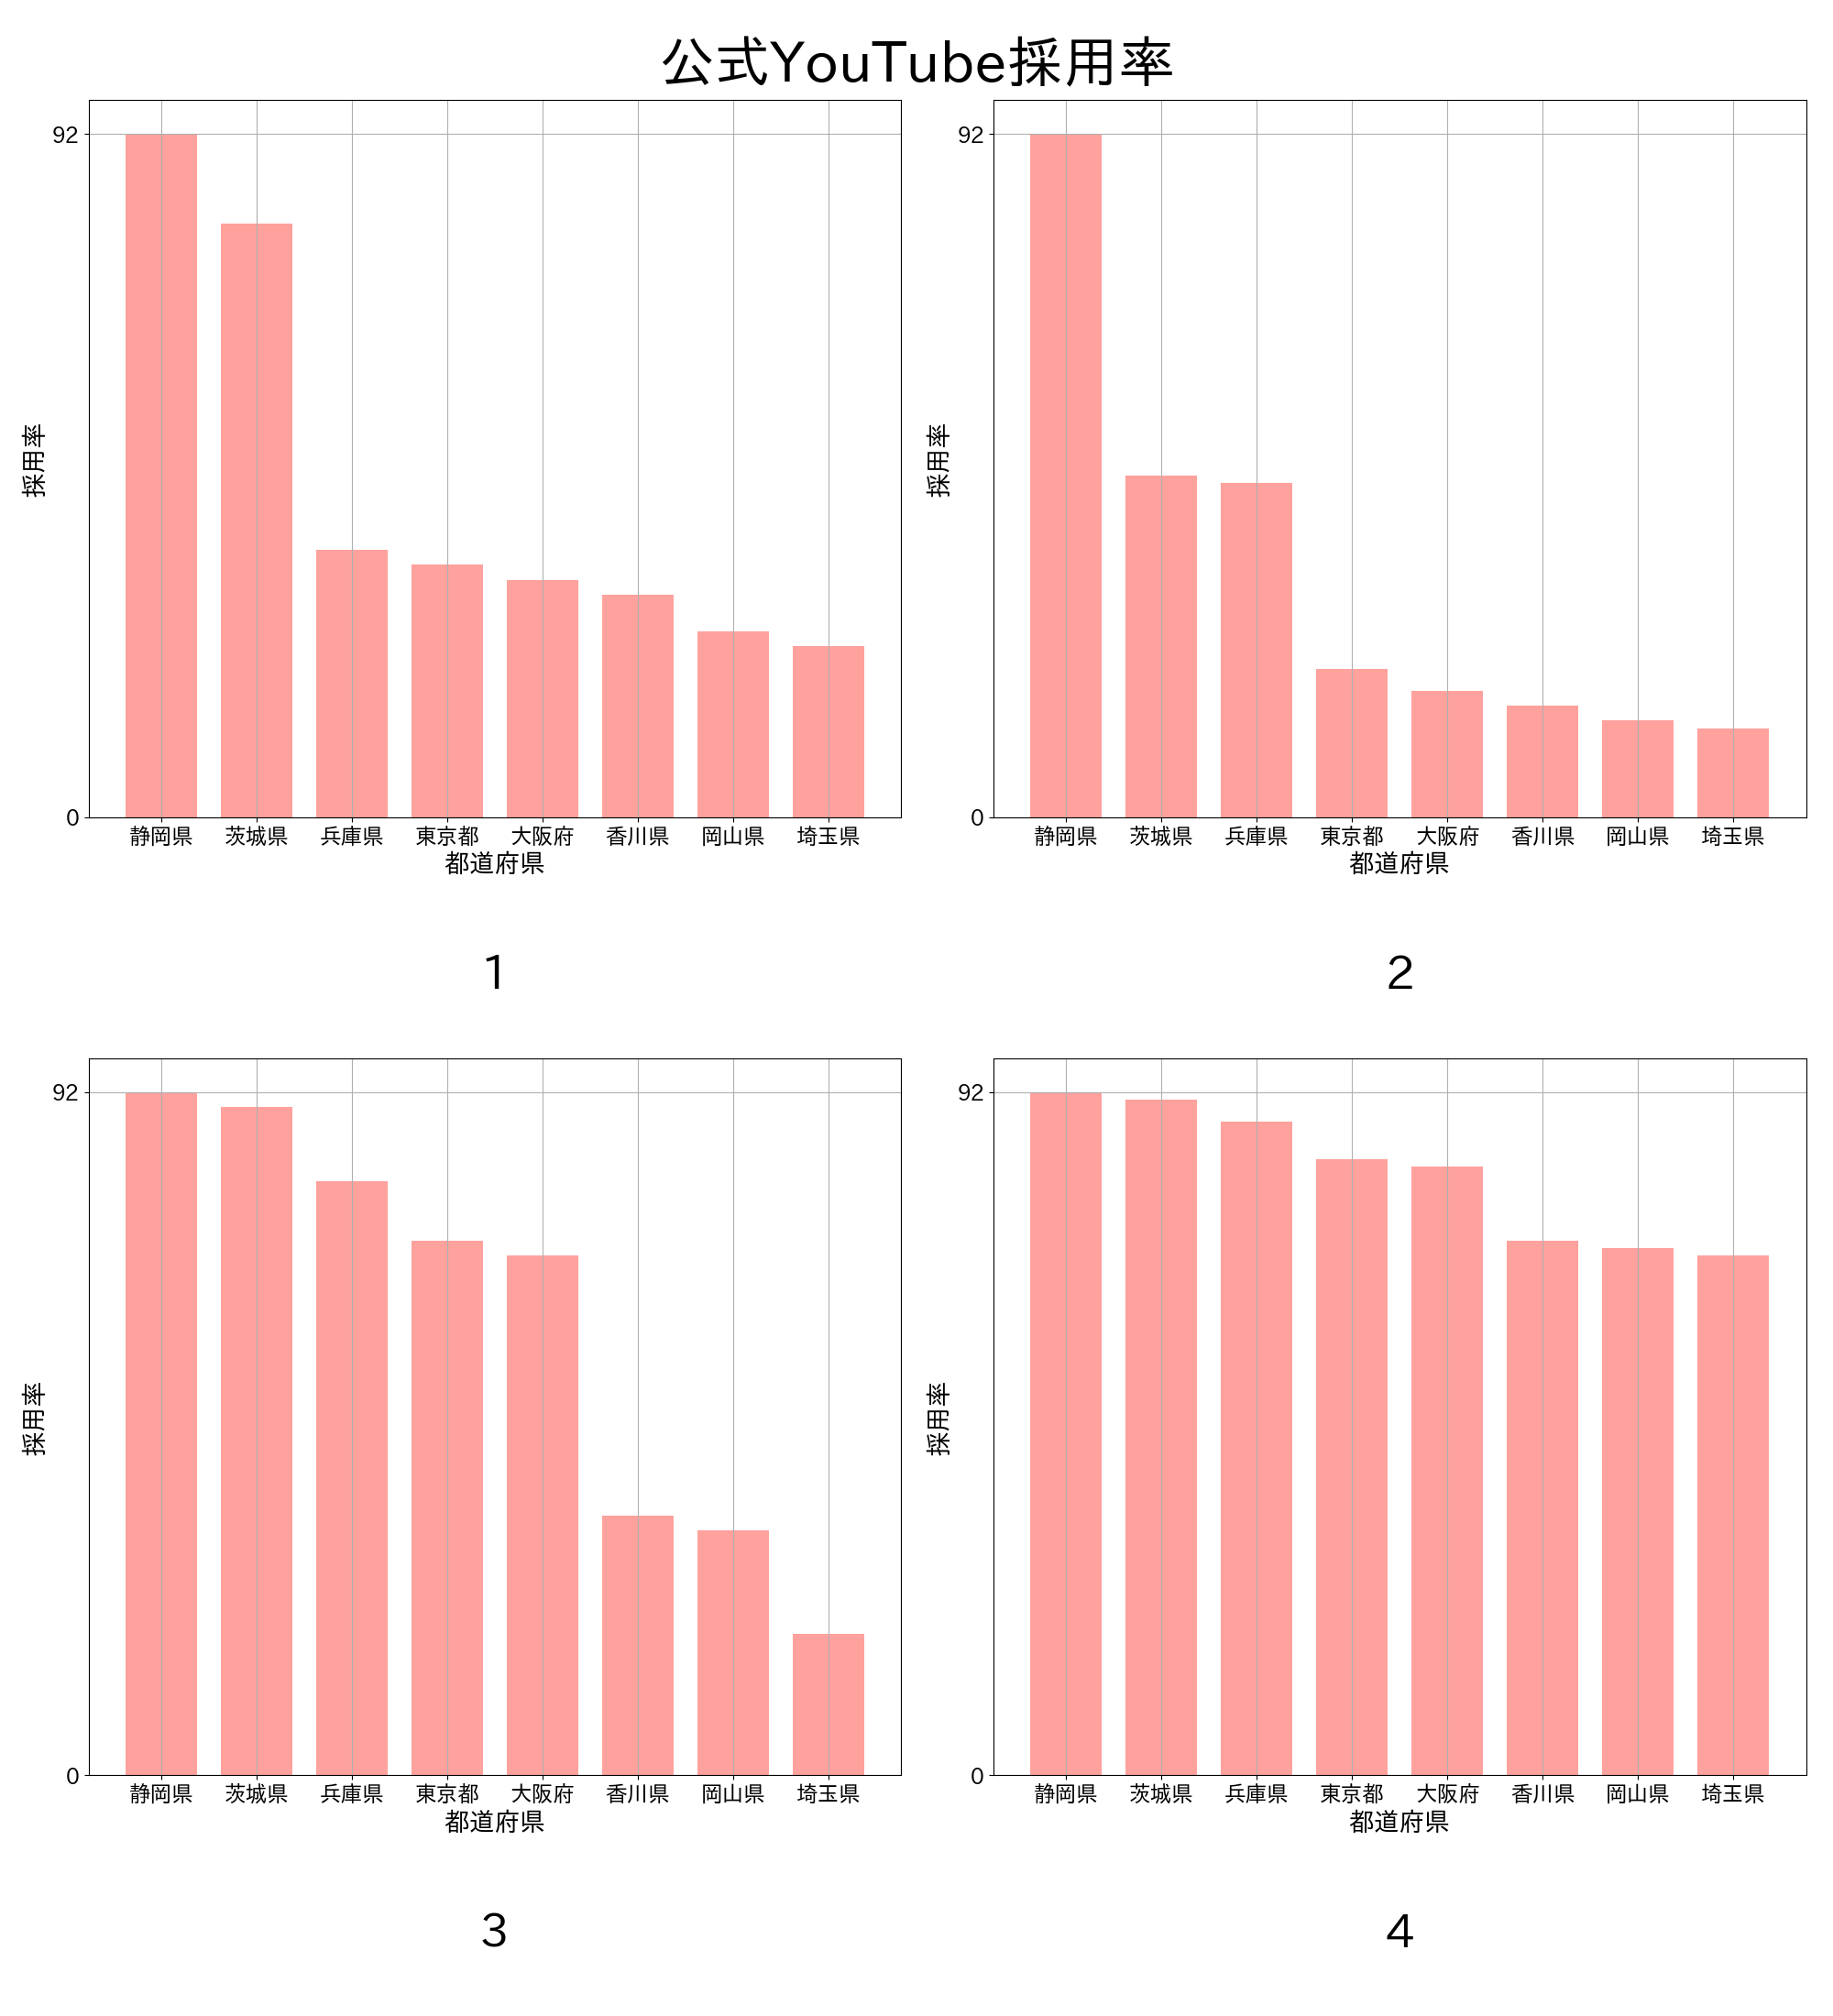 公式YouTube採用率
92
0
採用率
静岡県 茨城県 兵庫県 東京都 大阪府 香川県 岡山県 埼玉県
都道府県
1
92
0
採用率
静岡県 茨城県 兵庫県 東京都 大阪府 香川県 岡山県 埼玉県
都道府県
2
92
0
採用率
静岡県 茨城県 兵庫県 東京都 大阪府 香川県 岡山県 埼玉県
都道府県
3
92
0
採用率
静岡県 茨城県 兵庫県 東京都 大阪府 香川県 岡山県 埼玉県
都道府県
4